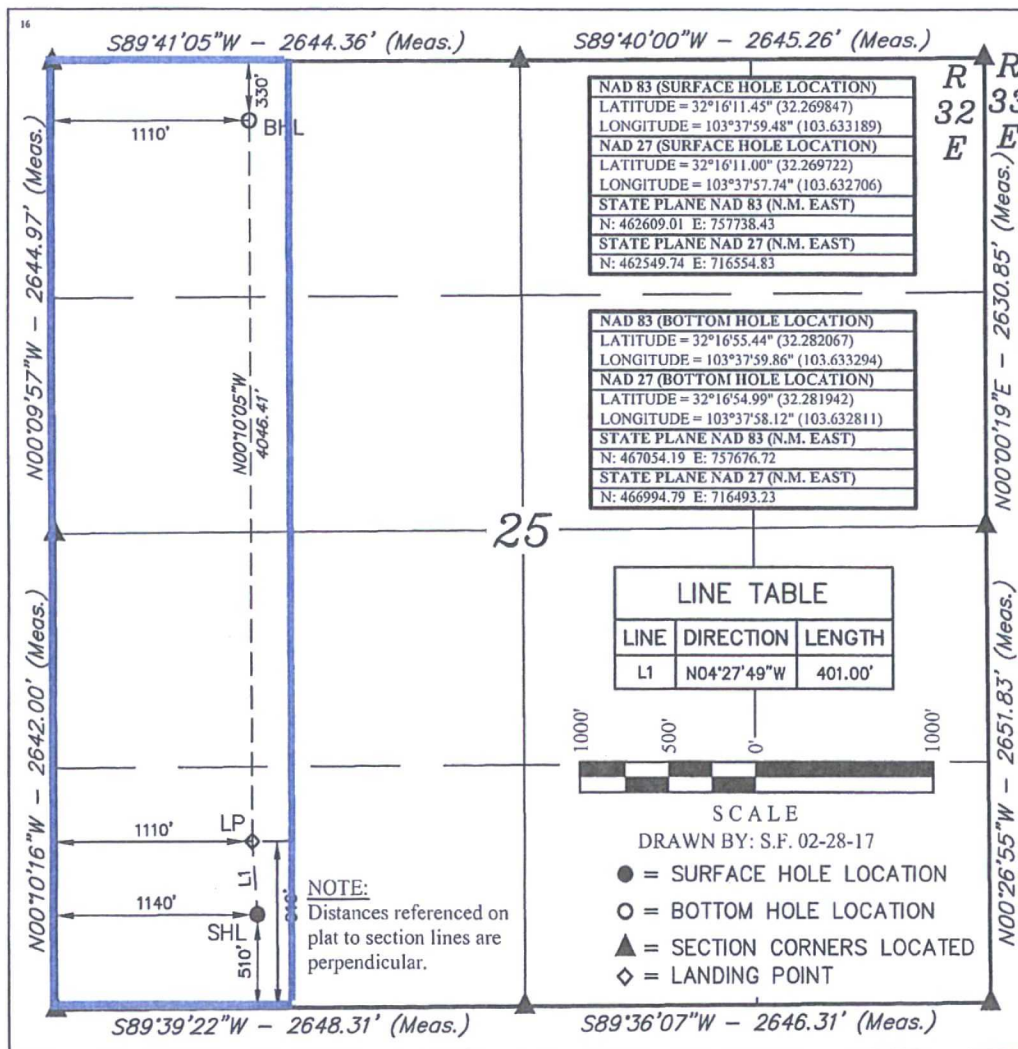 16
S89°41'05"W - 2644.36' (Meas.)
S89°40'00"W - 2645.26' (Meas.)
R
32
E
R
33
E
330'
1110'
BHL
NAD 83 (SURFACE HOLE LOCATION)
LATITUDE = 32°16'11.45" (32.269847)
LONGITUDE = 103°37'59.48" (103.633189)
NAD 27 (SURFACE HOLE LOCATION)
LATITUDE = 32°16'11.00" (32.269722)
LONGITUDE = 103°37'57.74" (103.632706)
STATE PLANE NAD 83 (N.M. EAST)
N: 462609.01 E: 757738.43
STATE PLANE NAD 27 (N.M. EAST)
N: 462549.74 E: 716554.83
N00°09'57"W - 2644.97' (Meas.)
N00°00'19"E - 2630.85' (Meas.)
N00°10'05"W
4046.41'
NAD 83 (BOTTOM HOLE LOCATION)
LATITUDE = 32°16'55.44" (32.282067)
LONGITUDE = 103°37'59.86" (103.633294)
NAD 27 (BOTTOM HOLE LOCATION)
LATITUDE = 32°16'54.99" (32.281942)
LONGITUDE = 103°37'58.12" (103.632811)
STATE PLANE NAD 83 (N.M. EAST)
N: 467054.19 E: 757676.72
STATE PLANE NAD 27 (N.M. EAST)
N: 466994.79 E: 716493.23
25
LINE TABLE
LINE DIRECTION LENGTH
L1 N04°27'49"W 401.00'
N00°10'16"W - 2642.00' (Meas.)
N00°26'55"W - 2651.83' (Meas.)
1000' 500' 0' 1000'
SCALE
DRAWN BY: S.F. 02-28-17
1110'
LP
L1
1140'
SHL
510'
NOTE:
Distances referenced on
plat to section lines are
perpendicular.
= SURFACE HOLE LOCATION
= BOTTOM HOLE LOCATION
= SECTION CORNERS LOCATED
= LANDING POINT
S89°39'22"W - 2648.31' (Meas.)
S89°36'07"W - 2646.31' (Meas.)